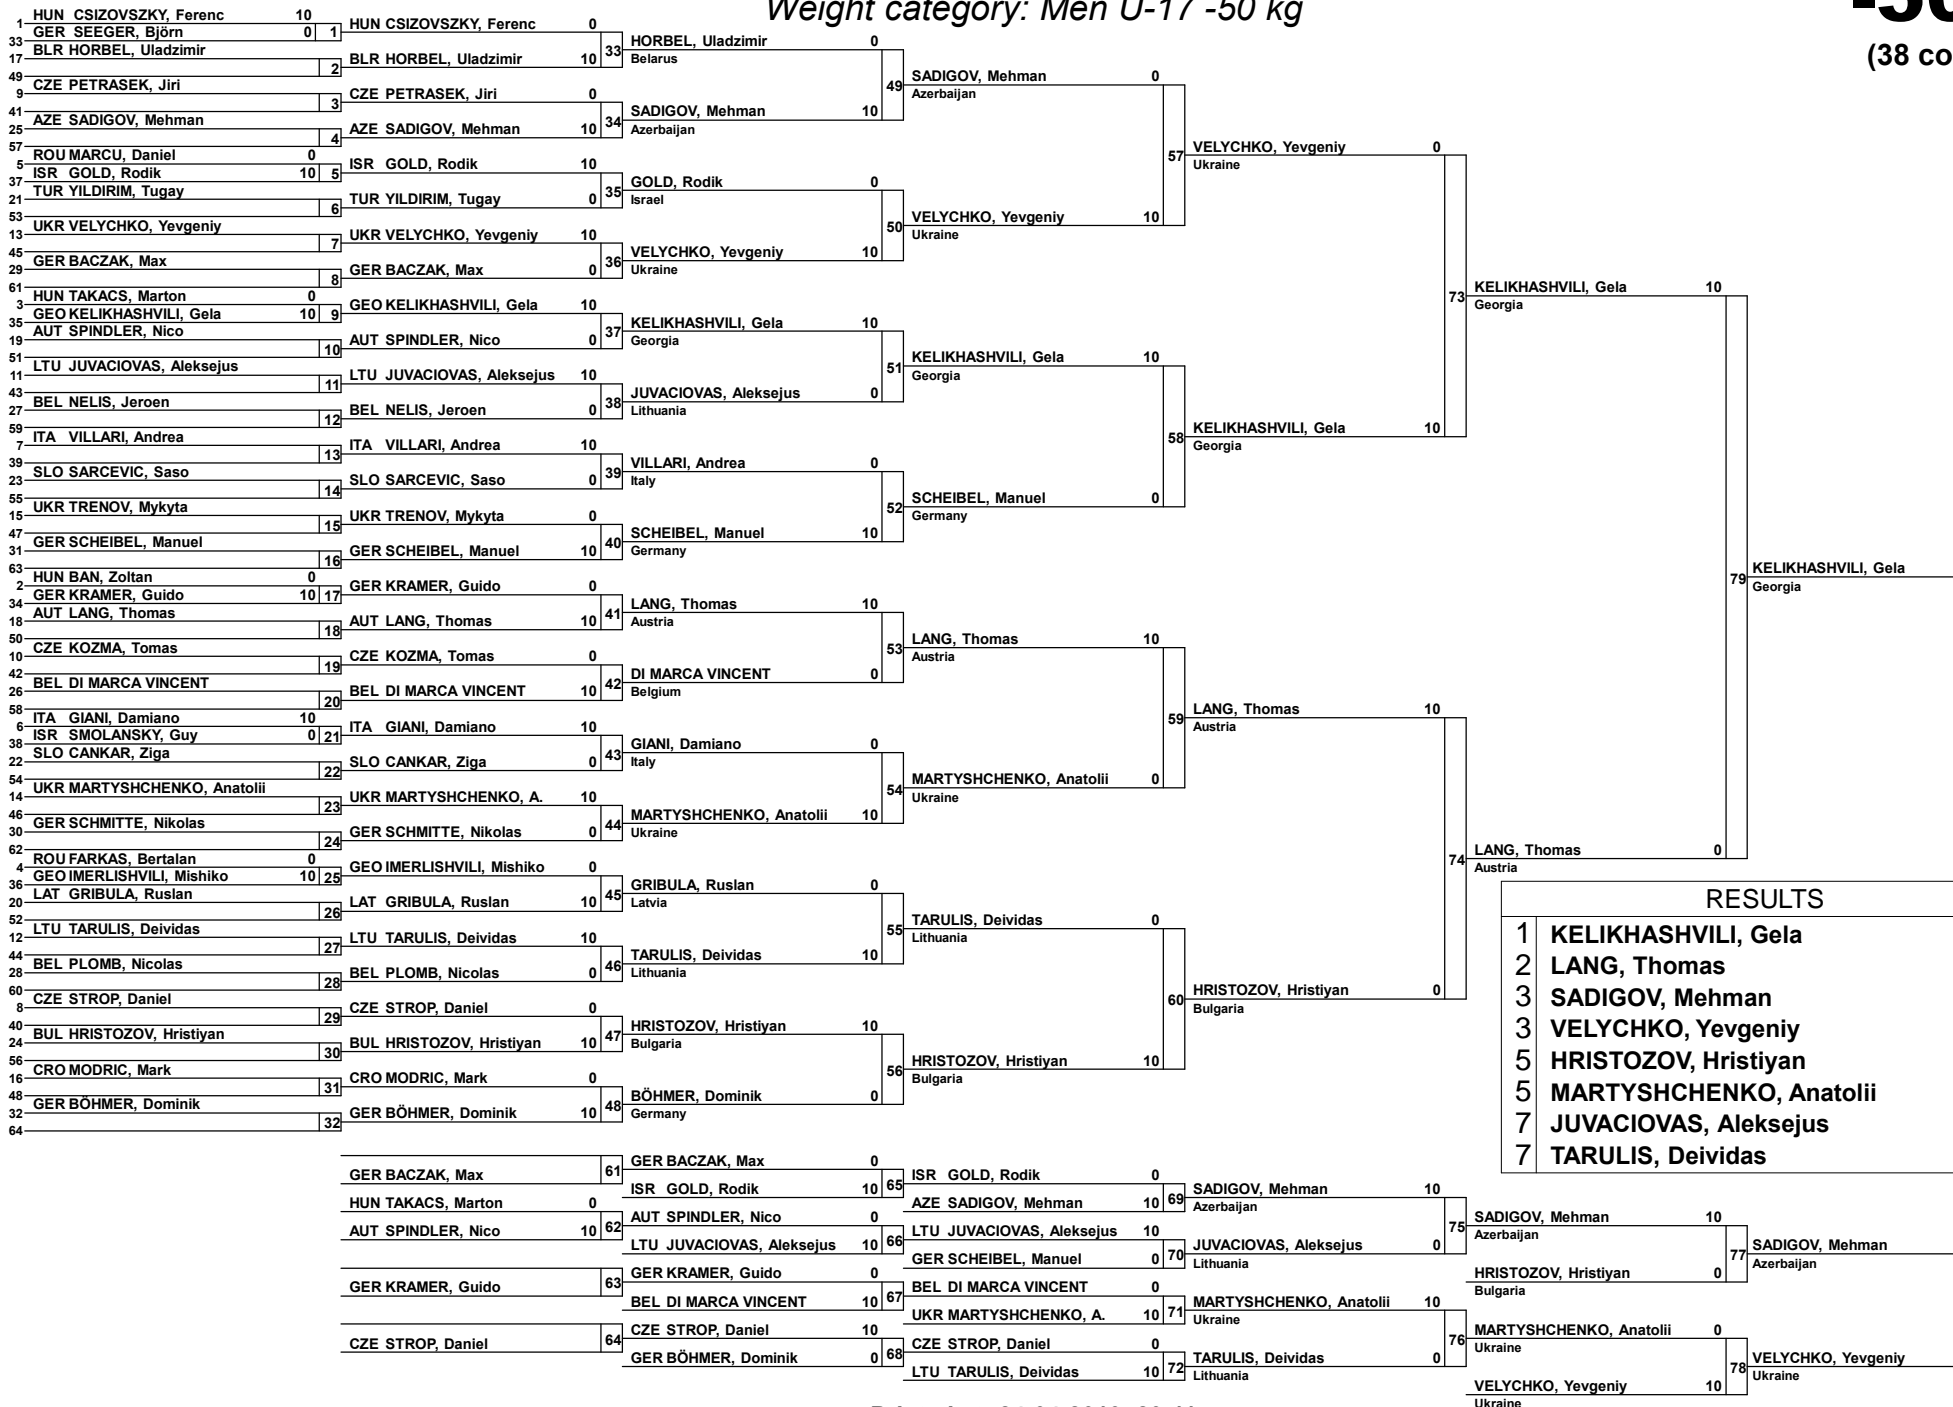 Weight category: Men U-17 -50 kg
(38 co
1 HUN CSIZOVSZKY, Ferenc 10
33 GER SEEGER, Björn 0 1
17 BLR HORBEL, Uladzimir
49 2
9 CZE PETRASEK, Jiri
41 3
25 AZE SADIGOV, Mehman
57 4
5 ROU MARCU, Daniel 0
37 ISR GOLD, Rodik 10 5
21 TUR YILDIRIM, Tugay
53 6
13 UKR VELYCHKO, Yevgeniy
45 7
29 GER BACZAK, Max
61 8
3 HUN TAKACS, Marton 0
35 GEO KELIKHASHVILI, Gela 10 9
19 AUT SPINDLER, Nico
51 10
11 LTU JUVACIOVAS, Aleksejus
43 11
27 BEL NELIS, Jeroen
59 12
7 ITA VILLARI, Andrea
39 13
23 SLO SARCEVIC, Saso
55 14
15 UKR TRENOV, Mykyta
47 15
31 GER SCHEIBEL, Manuel
63 16
2 HUN BAN, Zoltan 0
34 GER KRAMER, Guido 10 17
18 AUT LANG, Thomas
50 18
10 CZE KOZMA, Tomas
42 19
26 BEL DI MARCA VINCENT
58 20
6 ITA GIANI, Damiano 10
38 ISR SMOLANSKY, Guy 0 21
22 SLO CANKAR, Ziga
54 22
14 UKR MARTYSHCHENKO, Anatolii
46 23
30 GER SCHMITTE, Nikolas
62 24
4 ROU FARKAS, Bertalan 0
36 GEO IMERLISHVILI, Mishiko 10 25
20 LAT GRIBULA, Ruslan
52 26
12 LTU TARULIS, Deividas
44 27
28 BEL PLOMB, Nicolas
60 28
8 CZE STROP, Daniel
40 29
24 BUL HRISTOZOV, Hristiyan
56 30
16 CRO MODRIC, Mark
48 31
32 GER BÖHMER, Dominik
64 32
HUN CSIZOVSZKY, Ferenc 0
BLR HORBEL, Uladzimir 10 33
CZE PETRASEK, Jiri 0
AZE SADIGOV, Mehman 10 34
ISR GOLD, Rodik 10
TUR YILDIRIM, Tugay 0 35
UKR VELYCHKO, Yevgeniy 10
GER BACZAK, Max 0 36
GEO KELIKHASHVILI, Gela 10
AUT SPINDLER, Nico 0 37
LTU JUVACIOVAS, Aleksejus 10
BEL NELIS, Jeroen 0 38
ITA VILLARI, Andrea 10
SLO SARCEVIC, Saso 0 39
UKR TRENOV, Mykyta 0
GER SCHEIBEL, Manuel 10 40
GER KRAMER, Guido 0
AUT LANG, Thomas 10 41
CZE KOZMA, Tomas 0
BEL DI MARCA VINCENT 10 42
ITA GIANI, Damiano 10
SLO CANKAR, Ziga 0 43
UKR MARTYSHCHENKO, A. 10
GER SCHMITTE, Nikolas 0 44
GEO IMERLISHVILI, Mishiko 0
LAT GRIBULA, Ruslan 10 45
LTU TARULIS, Deividas 10
BEL PLOMB, Nicolas 0 46
CZE STROP, Daniel 0
BUL HRISTOZOV, Hristiyan 10 47
CRO MODRIC, Mark 0
GER BÖHMER, Dominik 10 48
HORBEL, Uladzimir 0
Belarus
49
SADIGOV, Mehman 10
Azerbaijan
GOLD, Rodik 0
Israel
50
VELYCHKO, Yevgeniy 10
Ukraine
KELIKHASHVILI, Gela 10
Georgia
51
JUVACIOVAS, Aleksejus 0
Lithuania
VILLARI, Andrea 0
Italy
52
SCHEIBEL, Manuel 10
Germany
LANG, Thomas 10
Austria
53
DI MARCA VINCENT 0
Belgium
GIANI, Damiano 0
Italy
54
MARTYSHCHENKO, Anatolii 10
Ukraine
GRIBULA, Ruslan 0
Latvia
55
TARULIS, Deividas 10
Lithuania
HRISTOZOV, Hristiyan 10
Bulgaria
56
BÖHMER, Dominik 0
Germany
SADIGOV, Mehman 0
Azerbaijan
57
VELYCHKO, Yevgeniy 10
Ukraine
KELIKHASHVILI, Gela 10
Georgia
58
SCHEIBEL, Manuel 0
Germany
LANG, Thomas 10
Austria
59
MARTYSHCHENKO, Anatolii 0
Ukraine
TARULIS, Deividas 0
Lithuania
60
HRISTOZOV, Hristiyan 10
Bulgaria
VELYCHKO, Yevgeniy 0
Ukraine
73
KELIKHASHVILI, Gela 10
Georgia
LANG, Thomas 10
Austria
74
HRISTOZOV, Hristiyan 0
Bulgaria
KELIKHASHVILI, Gela 10
Georgia
79
LANG, Thomas 0
Austria
KELIKHASHVILI, Gela
Georgia
RESULTS
1 KELIKHASHVILI, Gela
2 LANG, Thomas
3 SADIGOV, Mehman
3 VELYCHKO, Yevgeniy
5 HRISTOZOV, Hristiyan
5 MARTYSHCHENKO, Anatolii
7 JUVACIOVAS, Aleksejus
7 TARULIS, Deividas
GER BACZAK, Max 61
HUN TAKACS, Marton 0
AUT SPINDLER, Nico 10 62
GER KRAMER, Guido 63
CZE STROP, Daniel 64
GER BACZAK, Max 0
ISR GOLD, Rodik 10 65
AUT SPINDLER, Nico 0
LTU JUVACIOVAS, Aleksejus 10 66
GER KRAMER, Guido 0
BEL DI MARCA VINCENT 10 67
CZE STROP, Daniel 10
GER BÖHMER, Dominik 0 68
ISR GOLD, Rodik 0
AZE SADIGOV, Mehman 10 69
LTU JUVACIOVAS, Aleksejus 10
GER SCHEIBEL, Manuel 0 70
BEL DI MARCA VINCENT 0
UKR MARTYSHCHENKO, A. 10 71
CZE STROP, Daniel 0
LTU TARULIS, Deividas 10 72
SADIGOV, Mehman 10
Azerbaijan
75
JUVACIOVAS, Aleksejus 0
Lithuania
MARTYSHCHENKO, Anatolii 10
Ukraine
76
TARULIS, Deividas 0
Lithuania
SADIGOV, Mehman 10
Azerbaijan
77
HRISTOZOV, Hristiyan 0
Bulgaria
MARTYSHCHENKO, Anatolii 0
Ukraine
78
VELYCHKO, Yevgeniy 10
Ukraine
SADIGOV, Mehman
Azerbaijan
VELYCHKO, Yevgeniy
Ukraine